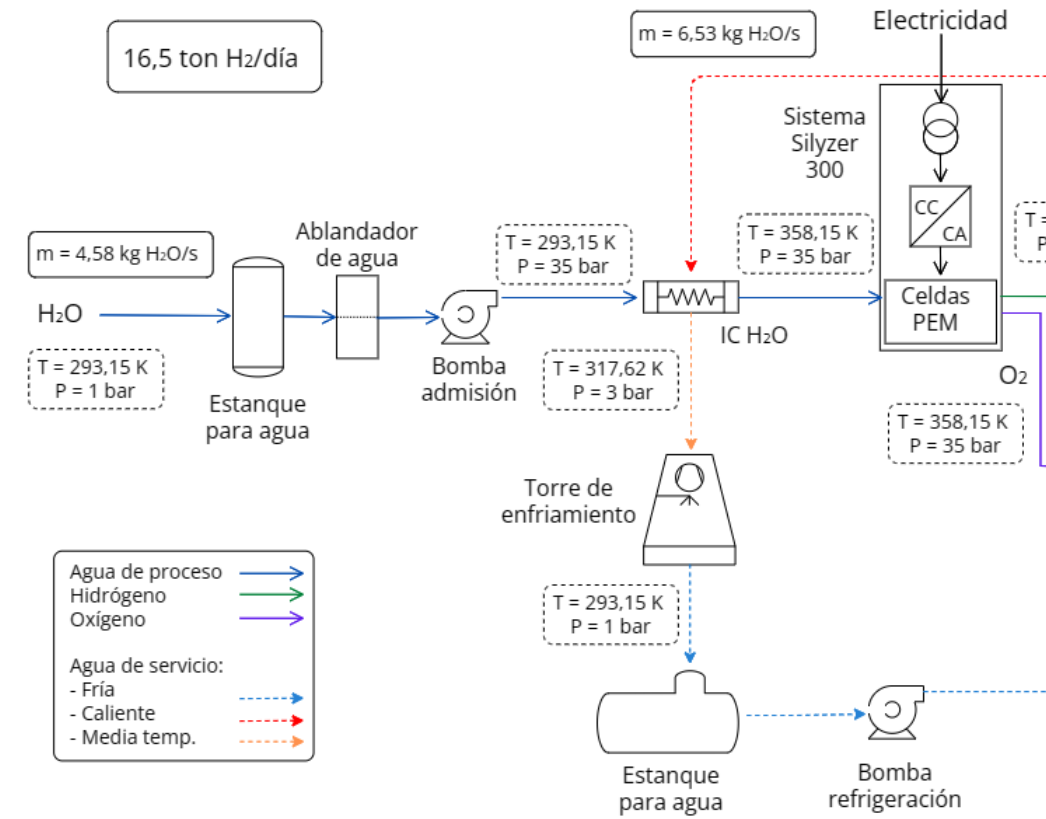 Electricidad
16,5 ton H₂/día
m = 6,53 kg H₂O/s
Sistema
Silyzer
300
CC
CA
m = 4,58 kg H₂O/s
Ablandador
de agua
T = 293,15 K
P = 35 bar
T = 358,15 K
P = 35 bar
T =
P
H₂O
Celdas
PEM
IC H₂O
T = 293,15 K
P = 1 bar
Bomba
admisión
T = 317,62 K
P = 3 bar
O₂
Estanque
para agua
T = 358,15 K
P = 35 bar
Torre de
enfriamiento
Agua de proceso
Hidrógeno
Oxígeno
Agua de servicio:
- Fría
- Caliente
- Media temp.
T = 293,15 K
P = 1 bar
Estanque
para agua
Bomba
refrigeración